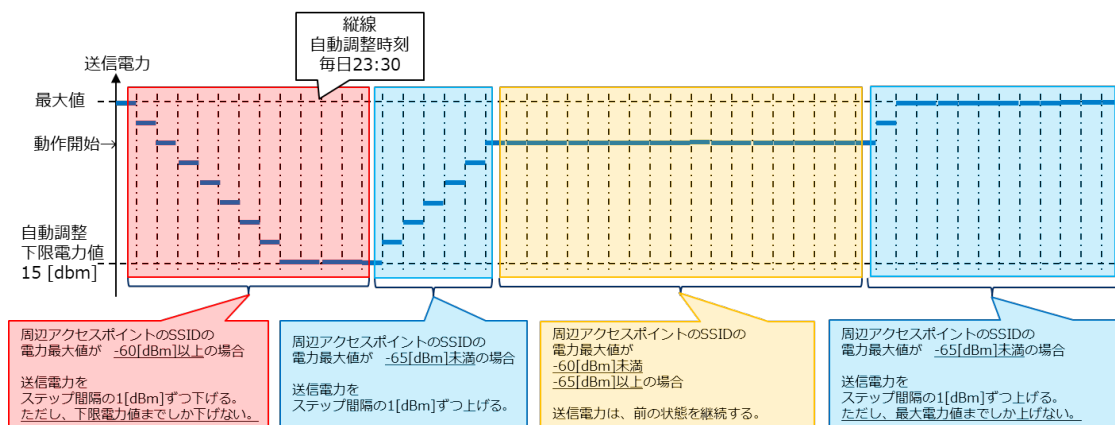 縦線
自動調整時刻
毎日23:30
送信電力
最大値
動作開始→
自動調整
下限電力値
15 [dbm]
周辺アクセスポイントのSSIDの
電力最大値が -60[dBm]以上の場合
送信電力を
ステップ間隔の1[dBm]ずつ下げる。
ただし、下限電力値までしか下げない。
周辺アクセスポイントのSSIDの
電力最大値が -65[dBm]未満の場合
送信電力を
ステップ間隔の1[dBm]ずつ上げる。
周辺アクセスポイントのSSIDの
電力最大値が
-60[dBm]未満
-65[dBm]以上の場合
送信電力は、前の状態を継続する。
周辺アクセスポイントのSSIDの
電力最大値が -65[dBm]未満の場合
送信電力を
ステップ間隔の1[dBm]ずつ上げる。
ただし、最大電力値までしか上げない。